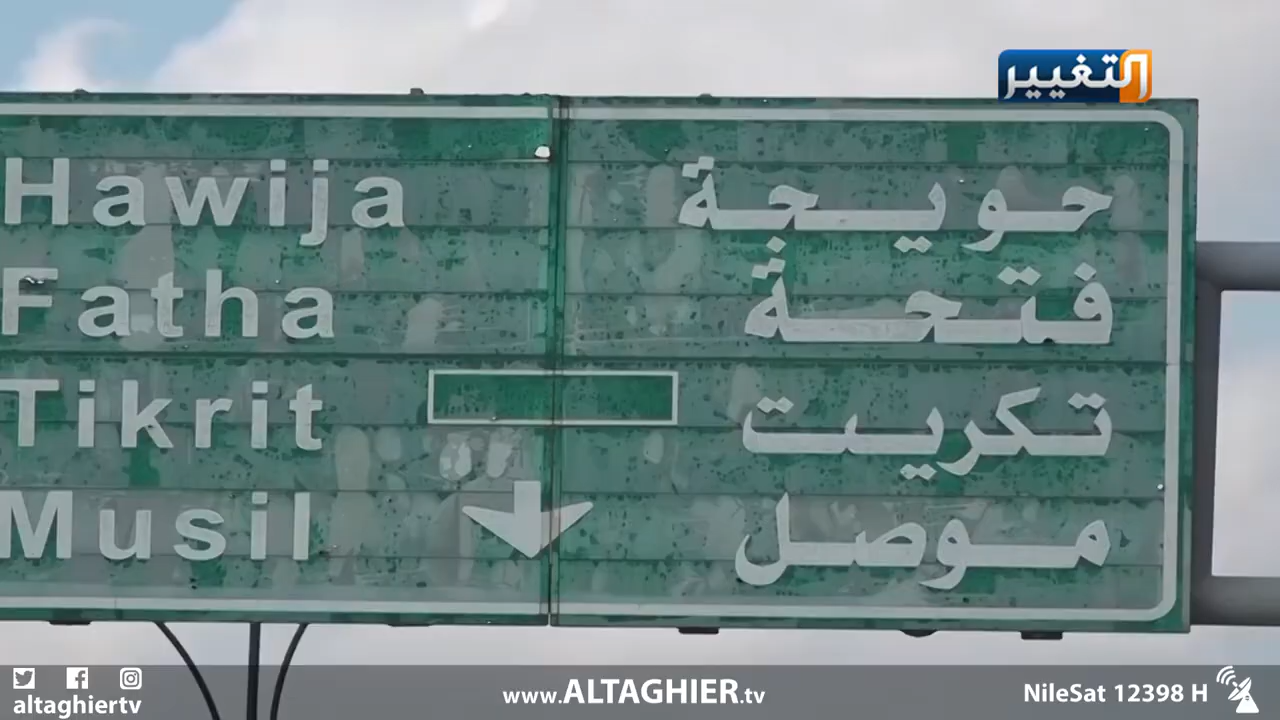 التغيير
Hawija حويجة
Fatha فتحة
Tikrit تكريت
Musil موصل
altaghiertv
www.ALTAGHIER.tv
NileSat 12398 H